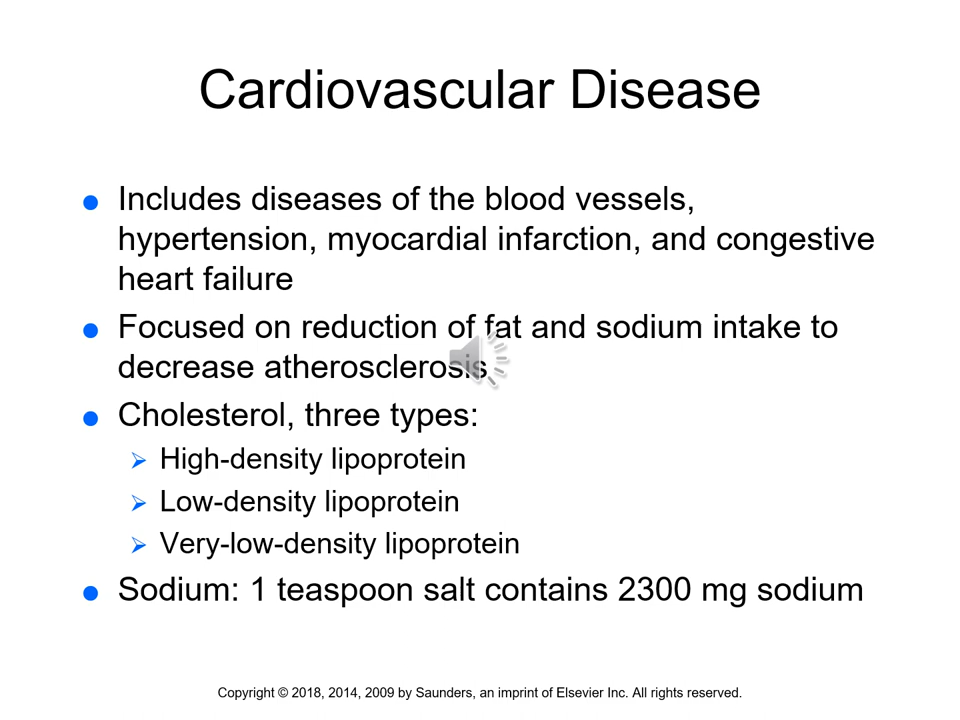 Cardiovascular Disease
Includes diseases of the blood vessels,
hypertension, myocardial infarction, and congestive
heart failure
Focused on reduction of fat and sodium intake to
decrease atherosclerosis
Cholesterol, three types:
High-density lipoprotein
Low-density lipoprotein
Very-low-density lipoprotein
Sodium: 1 teaspoon salt contains 2300 mg sodium
Copyright © 2018, 2014, 2009 by Saunders, an imprint of Elsevier Inc. All rights reserved.